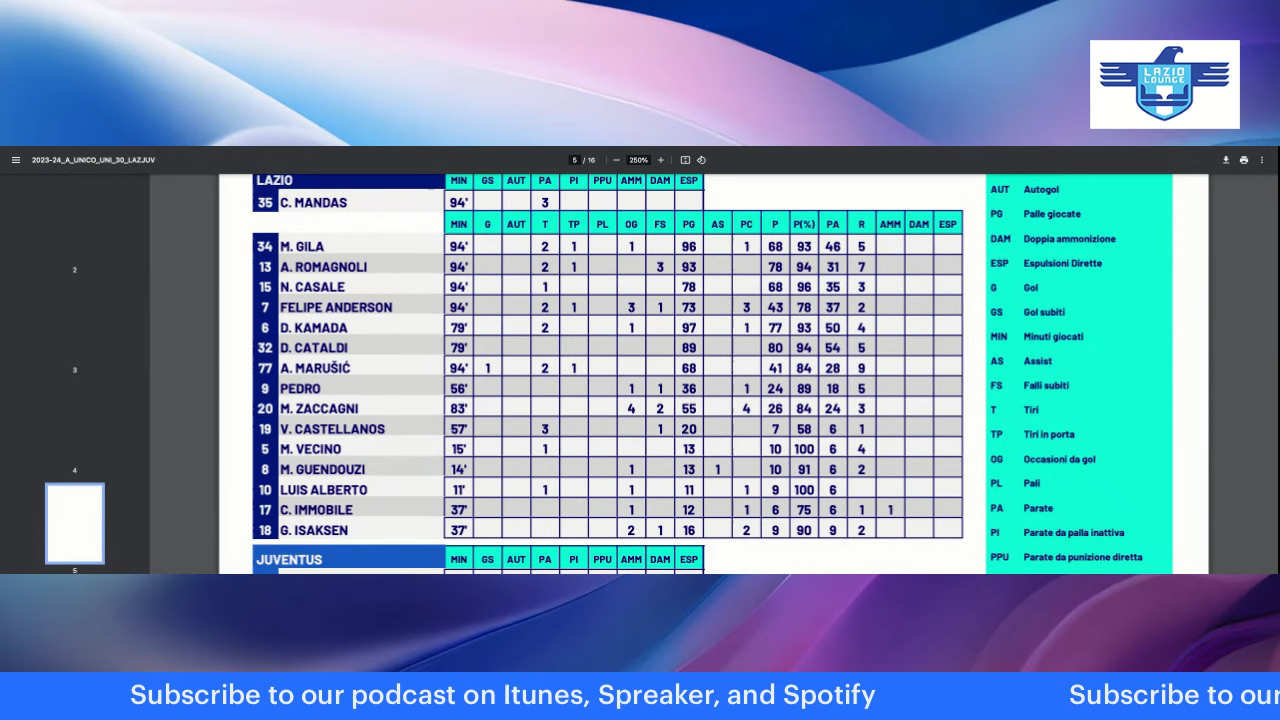 LAZIO
LOUNGE
2023-24_A_UNICO_UNI_30_LAZJUV 5 / 16 250%
LAZIO MIN GS AUT PA PI PPU AMM DAM ESP
35 C. MANDAS 94' 3
MIN G AUT T TP PL OG FS PG AS PC P P(%) PA R AMM DAM ESP
34 M. GILA 94' 2 1 1 96 1 68 93 46 5
13 A. ROMAGNOLI 94' 2 1 3 93 78 94 31 7
15 N. CASALE 94' 1 78 68 96 35 3
7 FELIPE ANDERSON 94' 2 1 3 1 73 3 43 78 37 2
6 D. KAMADA 79' 2 1 97 1 77 93 50 4
32 D. CATALDI 79' 89 80 94 54 5
77 A. MARUŠIĆ 94' 1 2 1 68 41 84 28 9
9 PEDRO 56' 1 1 36 1 24 89 18 5
20 M. ZACCAGNI 83' 4 2 55 4 26 84 24 3
19 V. CASTELLANOS 57' 3 1 20 7 58 6 1
5 M. VECINO 15' 1 13 10 100 6 4
8 M. GUENDOUZI 14' 1 13 1 10 91 6 2
10 LUIS ALBERTO 11' 1 1 11 1 9 100 6
17 C. IMMOBILE 37' 1 12 1 6 75 6 1 1
18 G. ISAKSEN 37' 2 1 16 2 9 90 9 2
JUVENTUS MIN GS AUT PA PI PPU AMM DAM ESP
AUT Autogol
PG Palle giocate
DAM Doppia ammonizione
ESP Espulsioni Dirette
G Gol
GS Gol subiti
MIN Minuti giocati
AS Assist
FS Falli subiti
T Tiri
TP Tiri in porta
OG Occasioni da gol
PL Pali
PA Parate
PI Parate da palla inattiva
PPU Parate da punizione diretta
2
3
4
5
Subscribe to our podcast on Itunes, Spreaker, and Spotify Subscribe to our